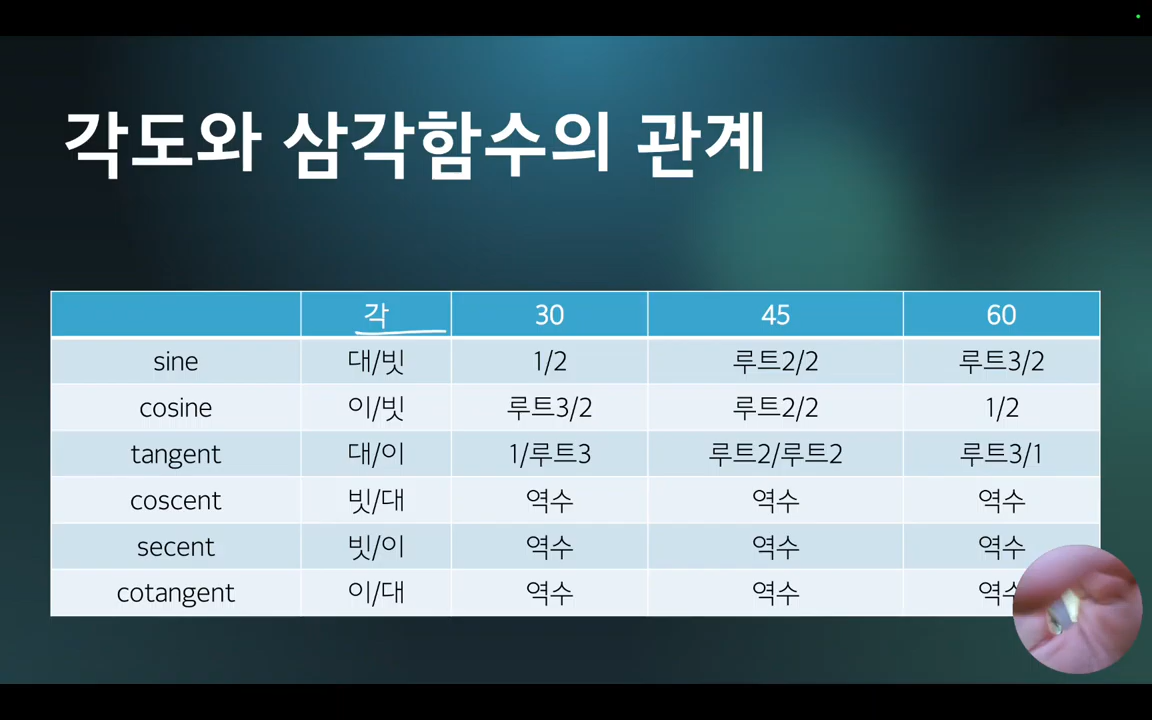 각도와 삼각함수의 관계
각 30 45 60
sine 대/빗 1/2 루트2/2 루트3/2
cosine 이/빗 루트3/2 루트2/2 1/2
tangent 대/이 1/루트3 루트2/루트2 루트3/1
coscent 빗/대 역수 역수 역수
secent 빗/이 역수 역수 역수
cotangent 이/대 역수 역수 역수